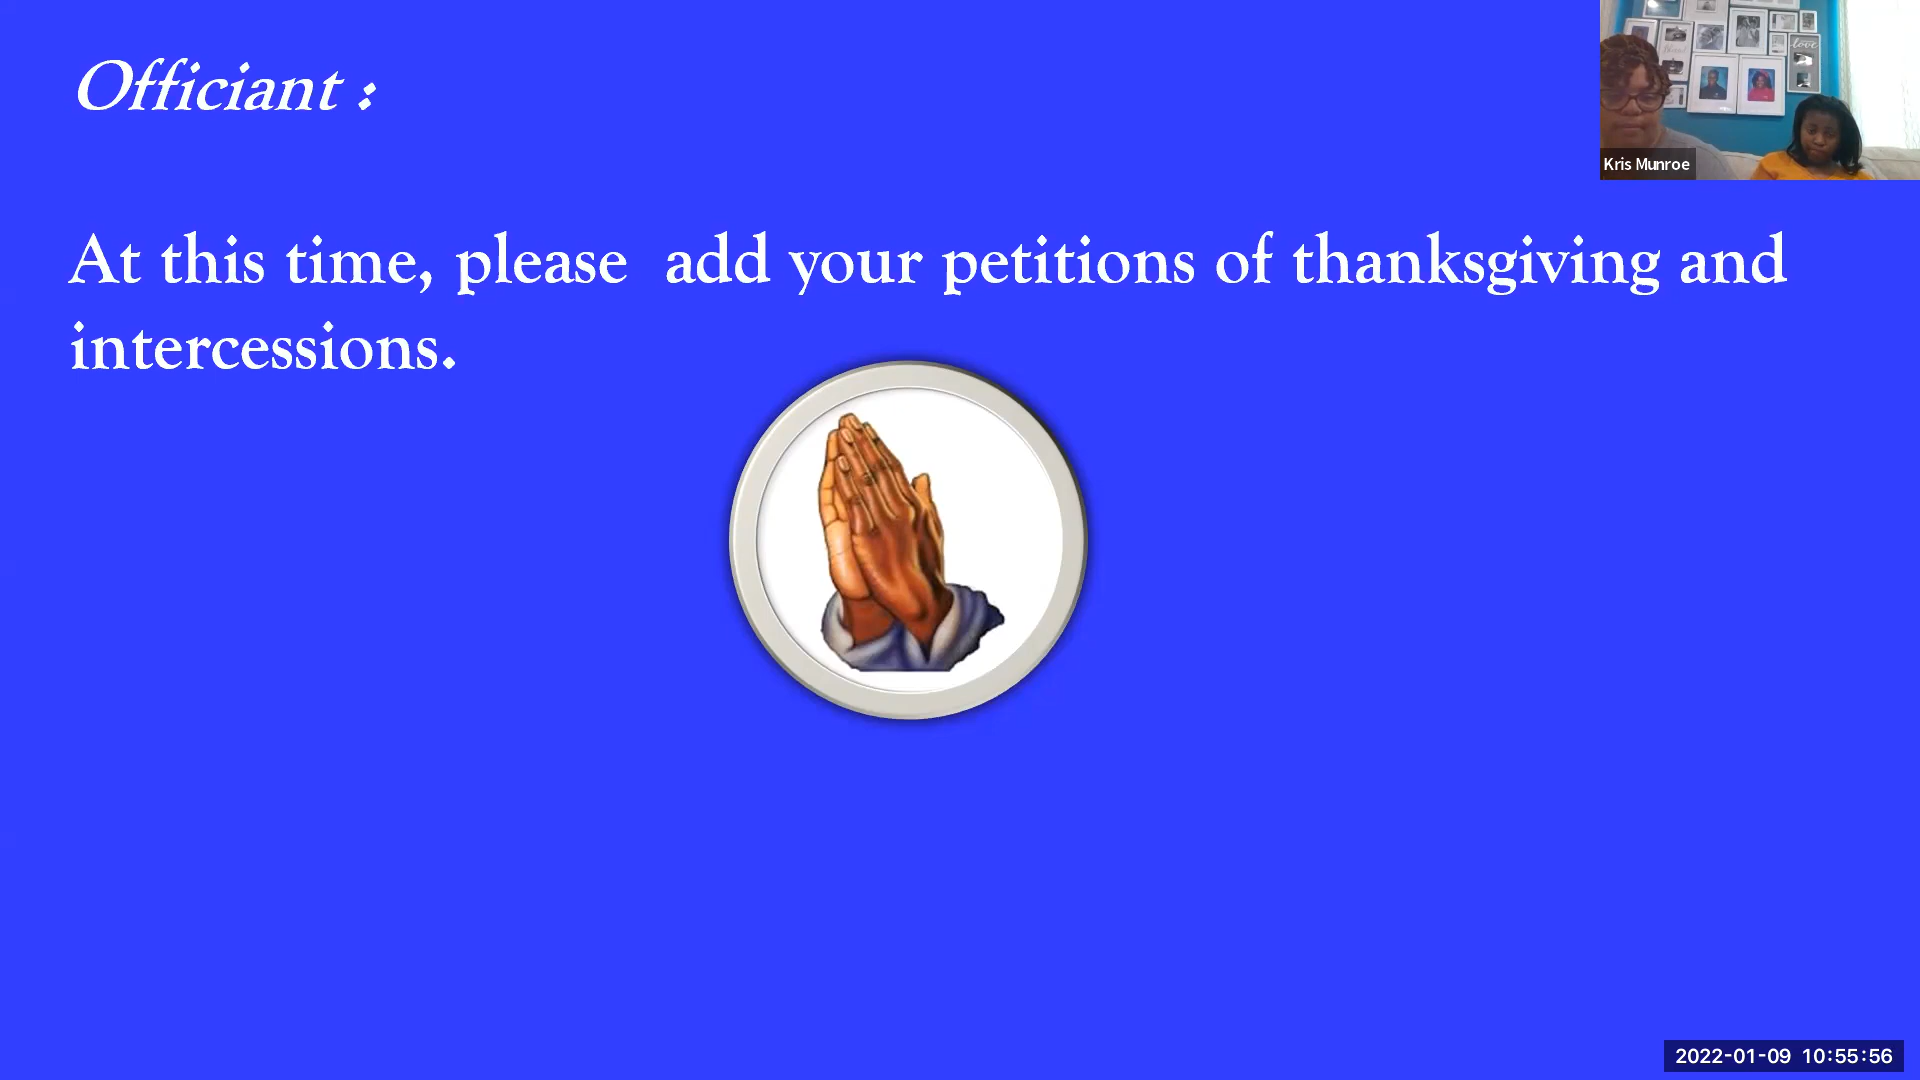 Officiant :
At this time, please  add your petitions of thanksgiving and
intercessions.
love
Kris Munroe
2022-01-09 10:55:56